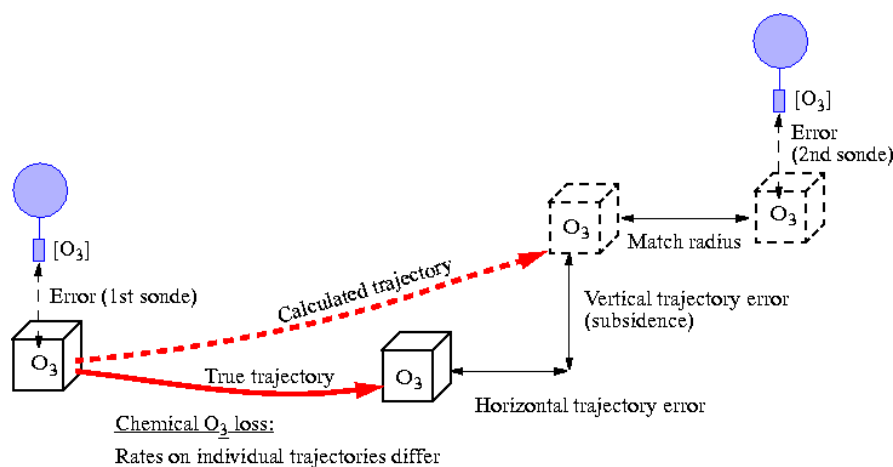 [O3]
Error
(2nd sonde)
O3
O3
Match radius
[O3]
Error (1st sonde)
Calculated trajectory
Vertical trajectory error
(subsidence)
O3
True trajectory
O3
Horizontal trajectory error
Chemical O3 loss:
Rates on individual trajectories differ